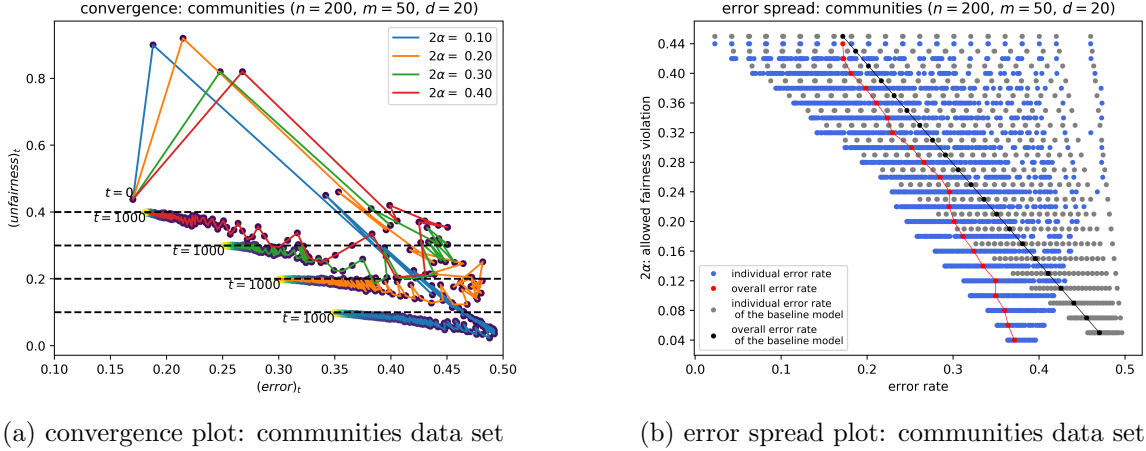 convergence: communities (n = 200, m = 50, d = 20)
2α = 0.10
2α = 0.20
2α = 0.30
2α = 0.40
(unfairness)t
0.8
0.6
0.4
0.2
0.0
t = 0
t = 1000
t = 1000
t = 1000
t = 1000
0.10 0.15 0.20 0.25 0.30 0.35 0.40 0.45 0.50
(error)t
(a) convergence plot: communities data set
error spread: communities (n = 200, m = 50, d = 20)
2α: allowed fairness violation
0.44
0.40
0.36
0.32
0.28
0.24
0.20
0.16
0.12
0.08
0.04
individual error rate
overall error rate
individual error rate
of the baseline model
overall error rate
of the baseline model
0.0 0.1 0.2 0.3 0.4 0.5
error rate
(b) error spread plot: communities data set